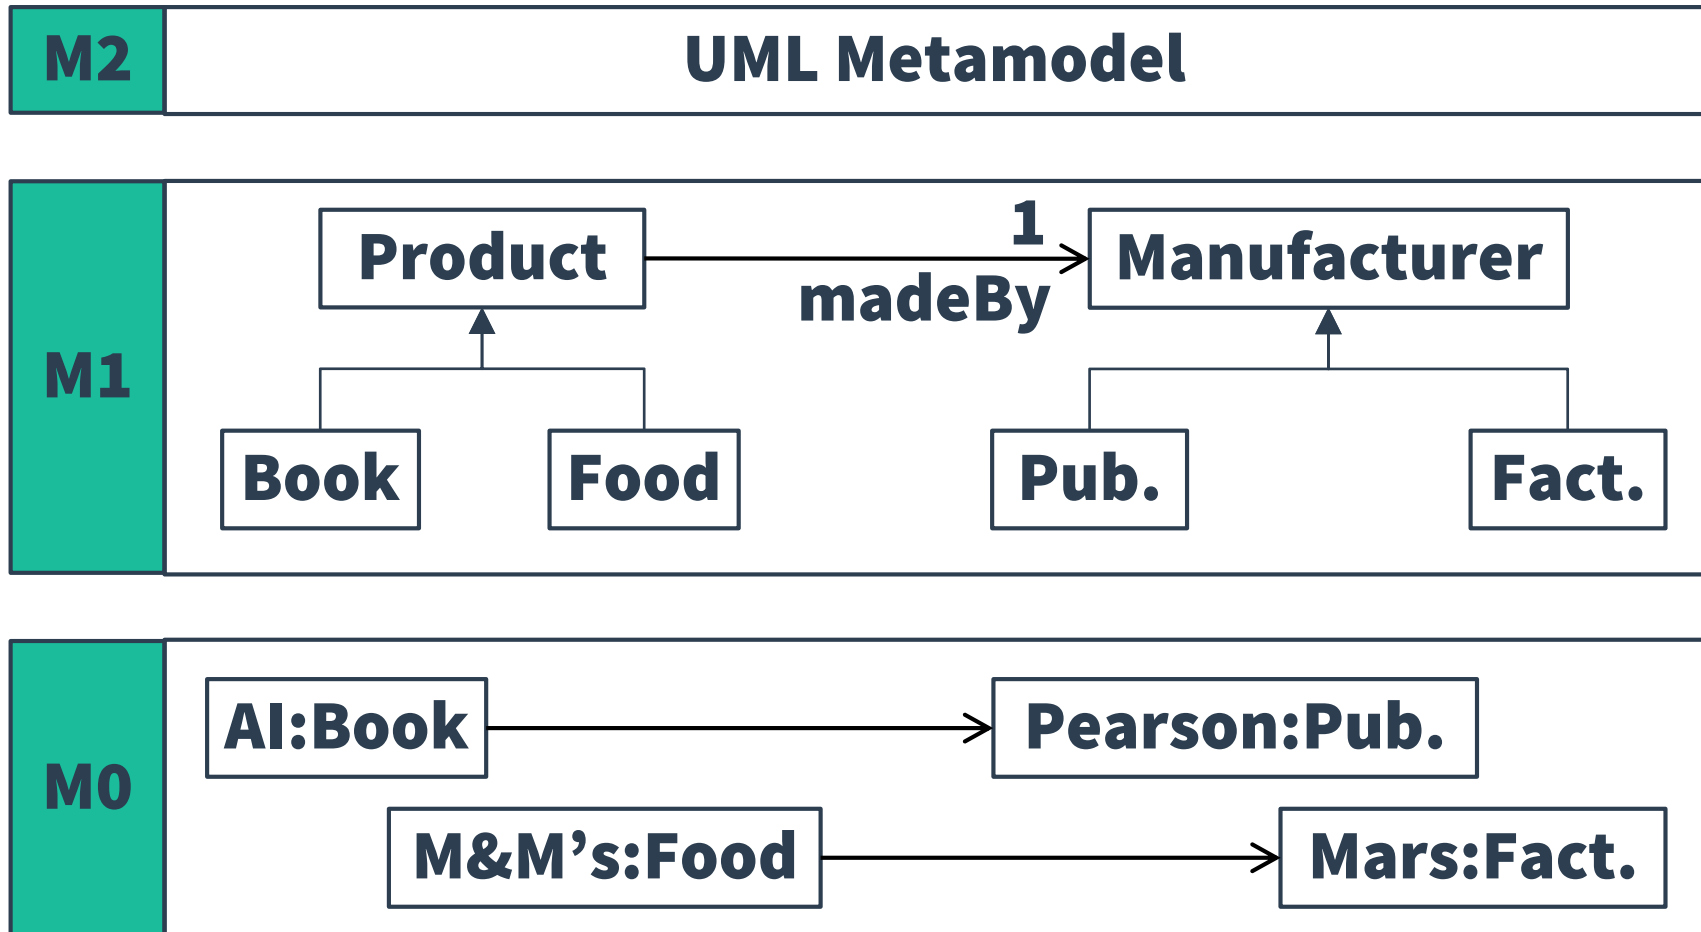 M2
UML Metamodel
M1
Product
1
madeBy
Manufacturer
Book
Food
Pub.
Fact.
M0
AI:Book
Pearson:Pub.
M&M’s:Food
Mars:Fact.